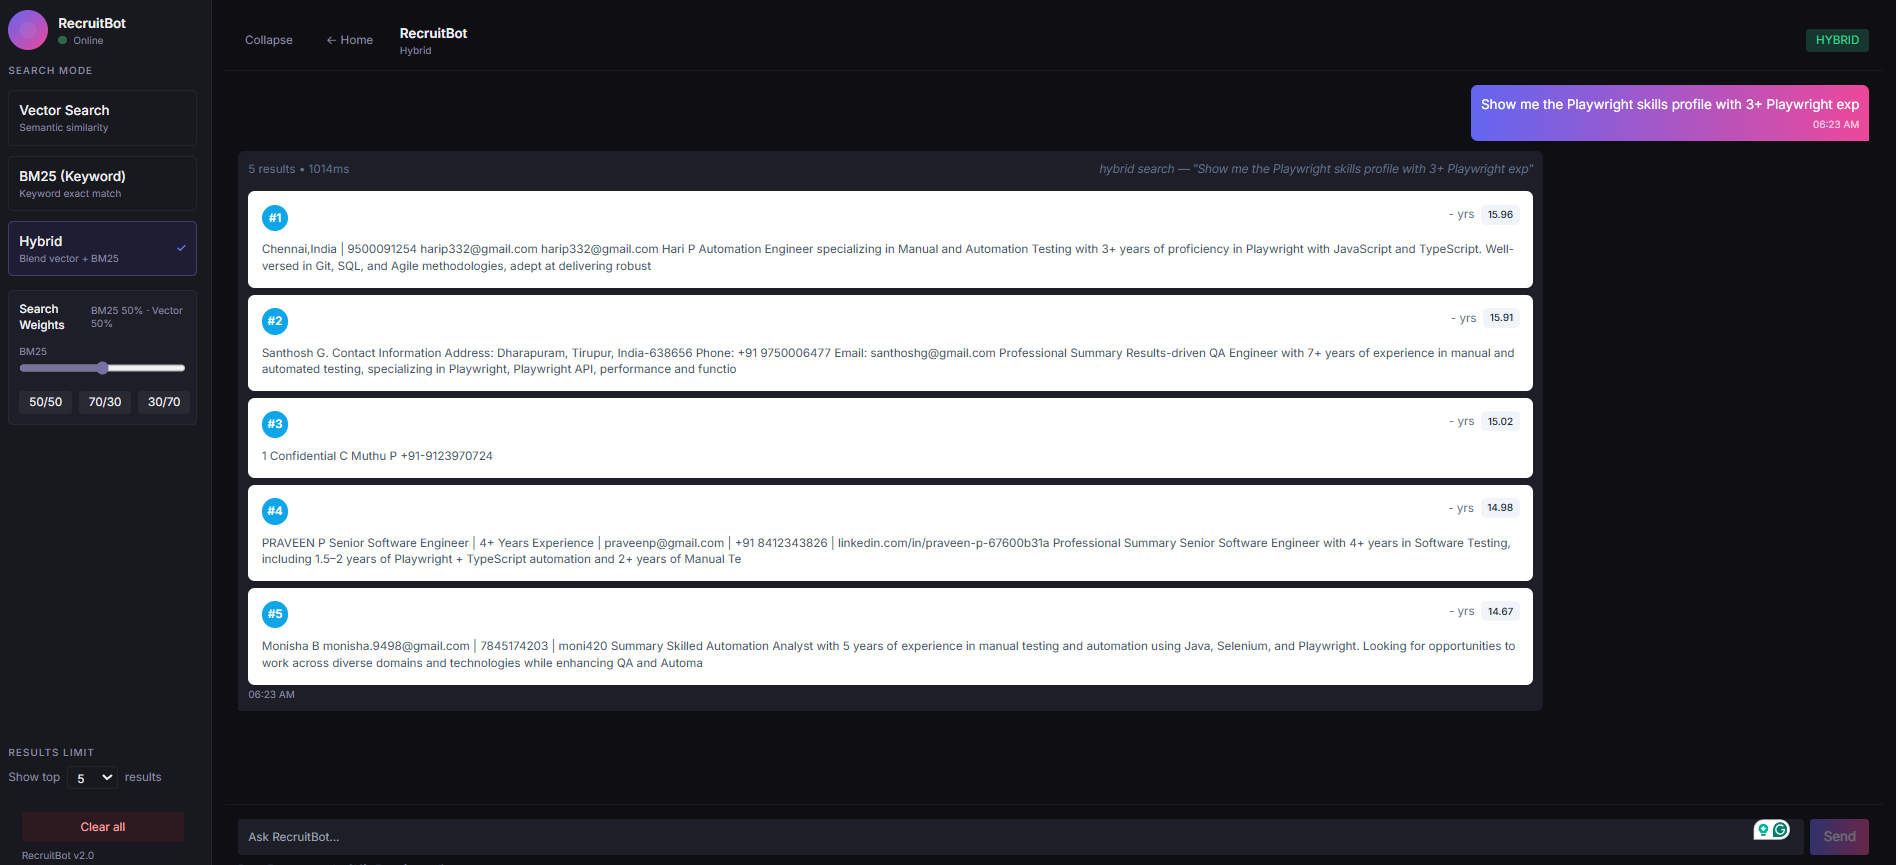 RecruitBot
Online
SEARCH MODE
Vector Search
Semantic similarity
BM25 (Keyword)
Keyword exact match
Hybrid
Blend vector + BM25
Search
Weights
BM25 50% · Vector
50%
BM25
50/50
70/30
30/70
RESULTS LIMIT
Show top 5 results
Clear all
RecruitBot v2.0
Collapse
← Home
RecruitBot
Hybrid
HYBRID
Show me the Playwright skills profile with 3+ Playwright exp
06:23 AM
5 results • 1014ms
hybrid search — "Show me the Playwright skills profile with 3+ Playwright exp"
#1
- yrs 15.96
Chennai,India | 9500091254 harip332@gmail.com harip332@gmail.com Hari P Automation Engineer specializing in Manual and Automation Testing with 3+ years of proficiency in Playwright with JavaScript and TypeScript. Well-
versed in Git, SQL, and Agile methodologies, adept at delivering robust
#2
- yrs 15.91
Santhosh G. Contact Information Address: Dharapuram, Tirupur, India-638656 Phone: +91 9750006477 Email: santhoshg@gmail.com Professional Summary Results-driven QA Engineer with 7+ years of experience in manual and
automated testing, specializing in Playwright, Playwright API, performance and functio
#3
- yrs 15.02
1 Confidential C Muthu P +91-9123970724
#4
- yrs 14.98
PRAVEEN P Senior Software Engineer | 4+ Years Experience | praveenp@gmail.com | +91 8412343826 | linkedin.com/in/praveen-p-67600b31a Professional Summary Senior Software Engineer with 4+ years in Software Testing,
including 1.5–2 years of Playwright + TypeScript automation and 2+ years of Manual Te
#5
- yrs 14.67
Monisha B monisha.9498@gmail.com | 7845174203 | moni420 Summary Skilled Automation Analyst with 5 years of experience in manual testing and automation using Java, Selenium, and Playwright. Looking for opportunities to
work across diverse domains and technologies while enhancing QA and Automa
06:23 AM
Ask RecruitBot...
Send